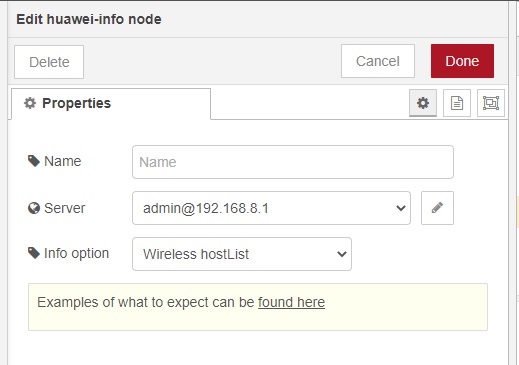 Edit huawei-info node
Delete
Cancel
Done
Properties
Name
Name
Server
admin@192.168.8.1
Info option
Wireless hostList
Examples of what to expect can be found here